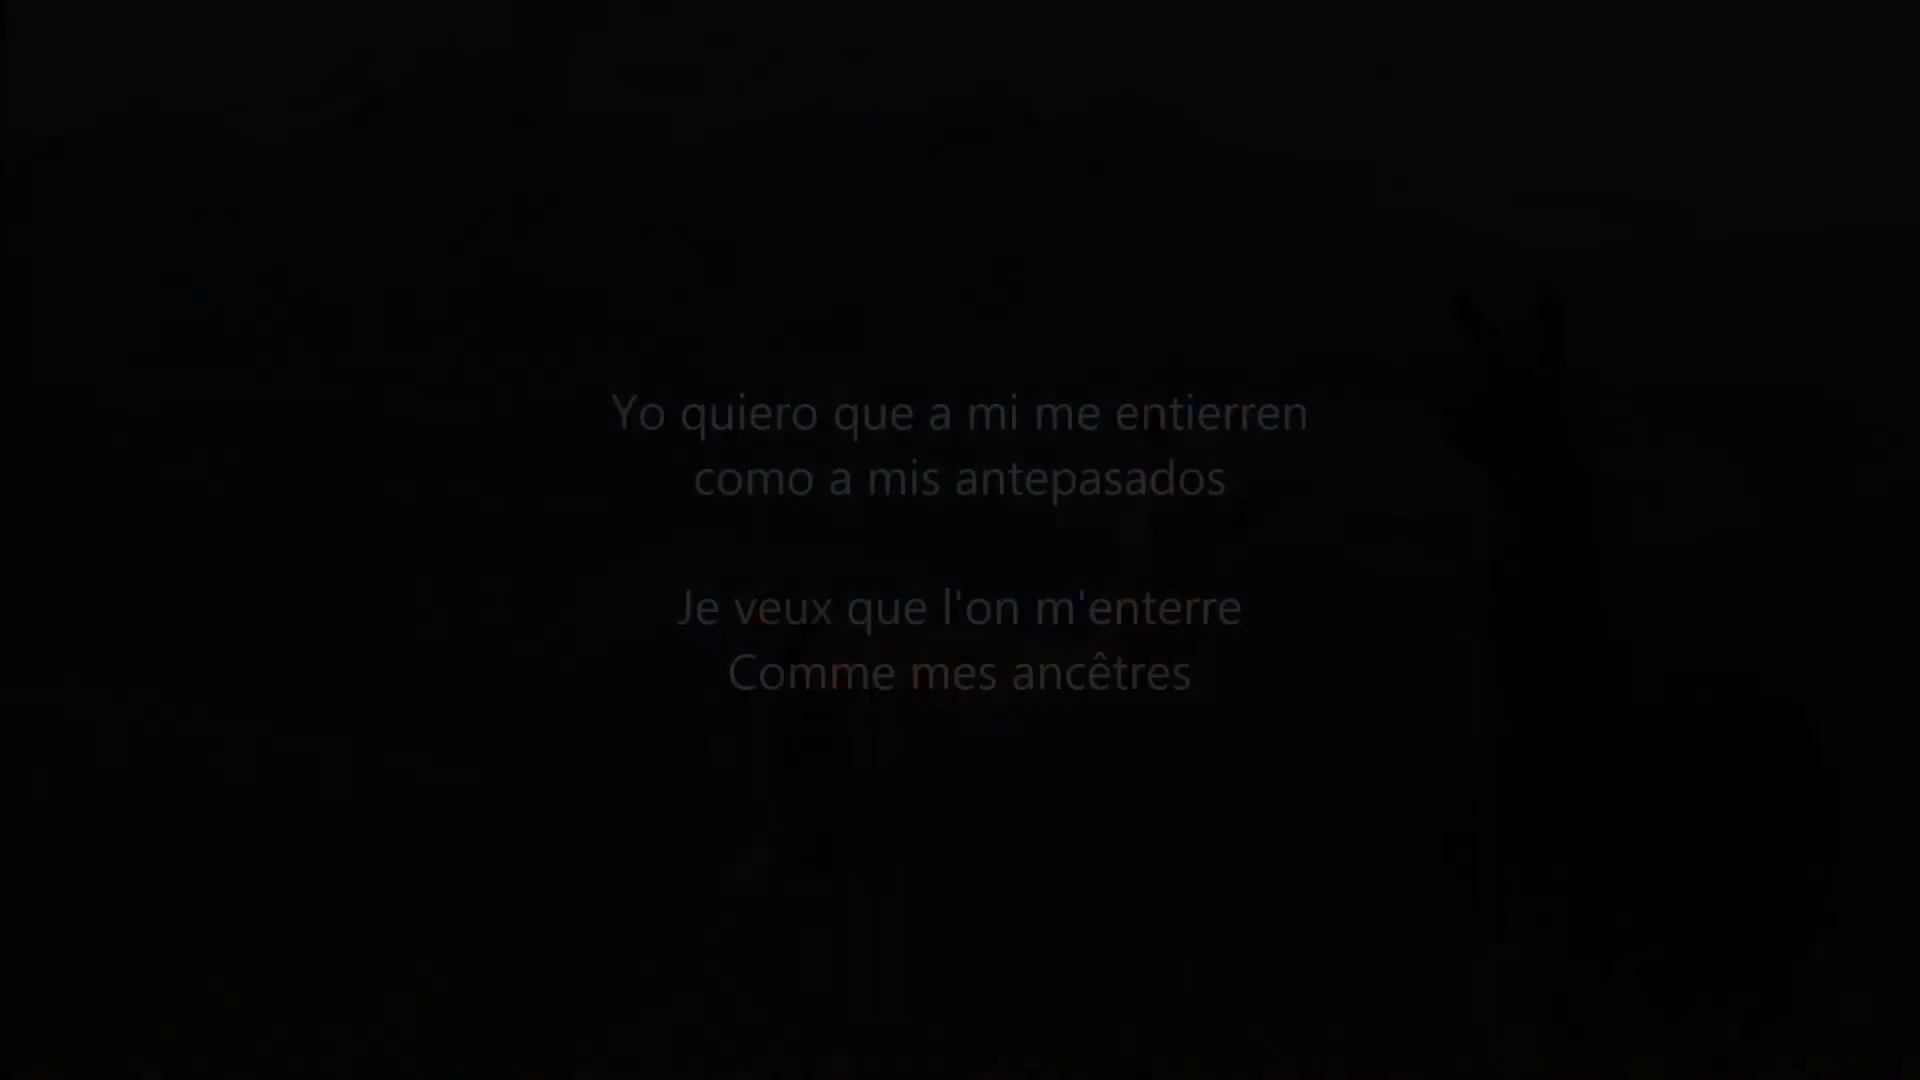 Yo quiero que a mi me entierren
como a mis antepasados
Je veux que l'on m'enterre
Comme mes ancêtres